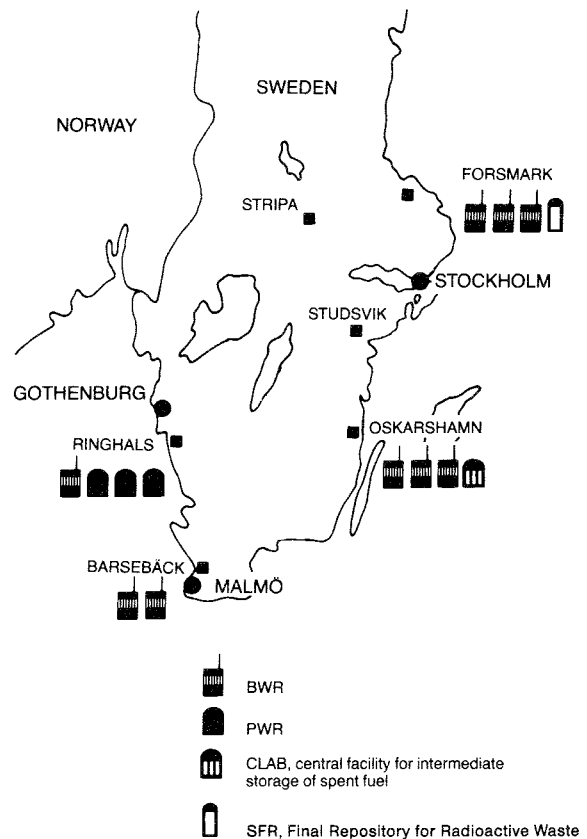 SWEDEN
NORWAY
FORSMARK
STRIPA
STOCKHOLM
STUDSVIK
GOTHENBURG
OSKARSHAMN
RINGHALS
BARSEBÄCK
MALMÖ
BWR
PWR
CLAB, central facility for intermediate
storage of spent fuel
SFR, Final Repository for Radioactive Waste